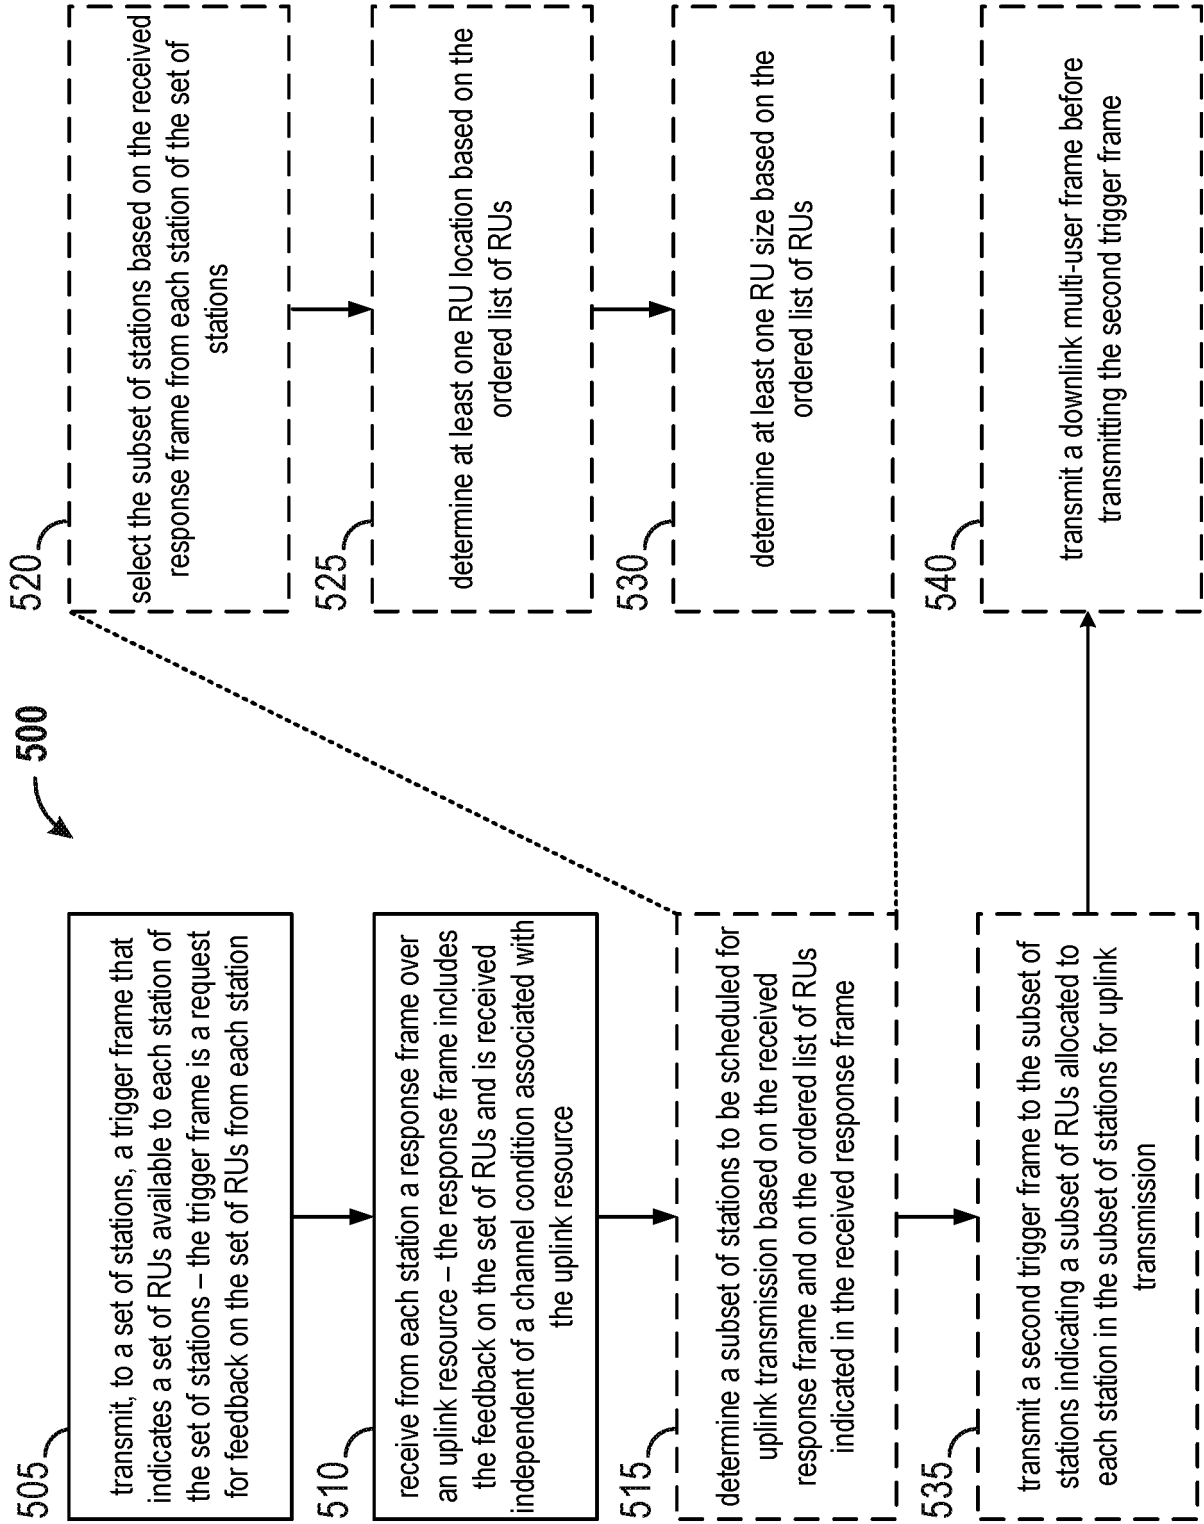 500
505
transmit, to a set of stations, a trigger frame that
indicates a set of RUs available to each station of
the set of stations – the trigger frame is a request
for feedback on the set of RUs from each station
510
receive from each station a response frame over
an uplink resource – the response frame includes
the feedback on the set of RUs and is received
independent of a channel condition associated with
the uplink resource
515
determine a subset of stations to be scheduled for
uplink transmission based on the received
response frame and on the ordered list of RUs
indicated in the received response frame
520
select the subset of stations based on the received
response frame from each station of the set of
stations
525
determine at least one RU location based on the
ordered list of RUs
530
determine at least one RU size based on the
ordered list of RUs
535
transmit a second trigger frame to the subset of
stations indicating a subset of RUs allocated to
each station in the subset of stations for uplink
transmission
540
transmit a downlink multi-user frame before
transmitting the second trigger frame